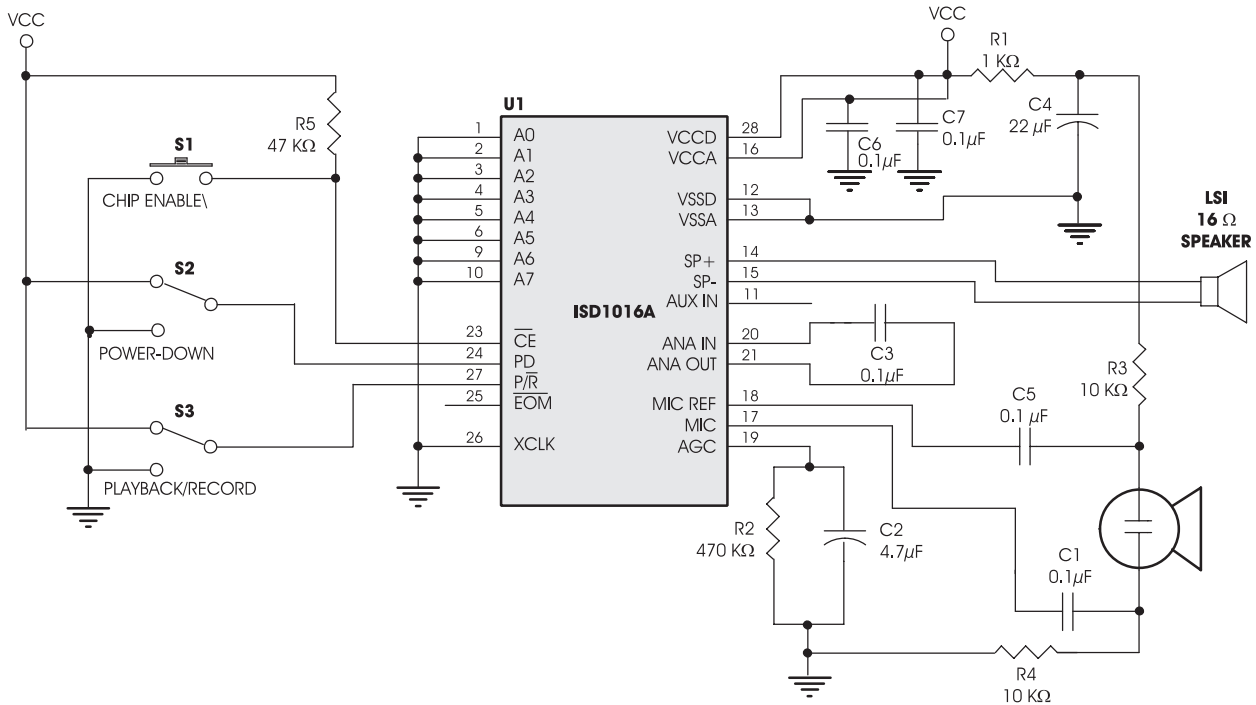 VCC
R5
47 KΩ
S1
CHIP ENABLE\
S2
POWER-DOWN
S3
PLAYBACK/RECORD
U1
1 A0
2 A1
3 A2
4 A3
5 A4
6 A5
9 A6
10 A7
23 CE
24 PD
27 P/R
25 EOM
26 XCLK
ISD1016A
VCCD 28
VCCA 16
VSSD 12
VSSA 13
SP+ 14
SP- 15
AUX IN 11
ANA IN 20
ANA OUT 21
MIC REF 18
MIC 17
AGC 19
VCC
R1
1 KΩ
C6
0.1µF
C7
0.1µF
C4
22 µF
LSI
16 Ω
SPEAKER
C3
0.1µF
R3
10 KΩ
C5
0.1 µF
R2
470 KΩ
C2
4.7µF
C1
0.1µF
R4
10 KΩ